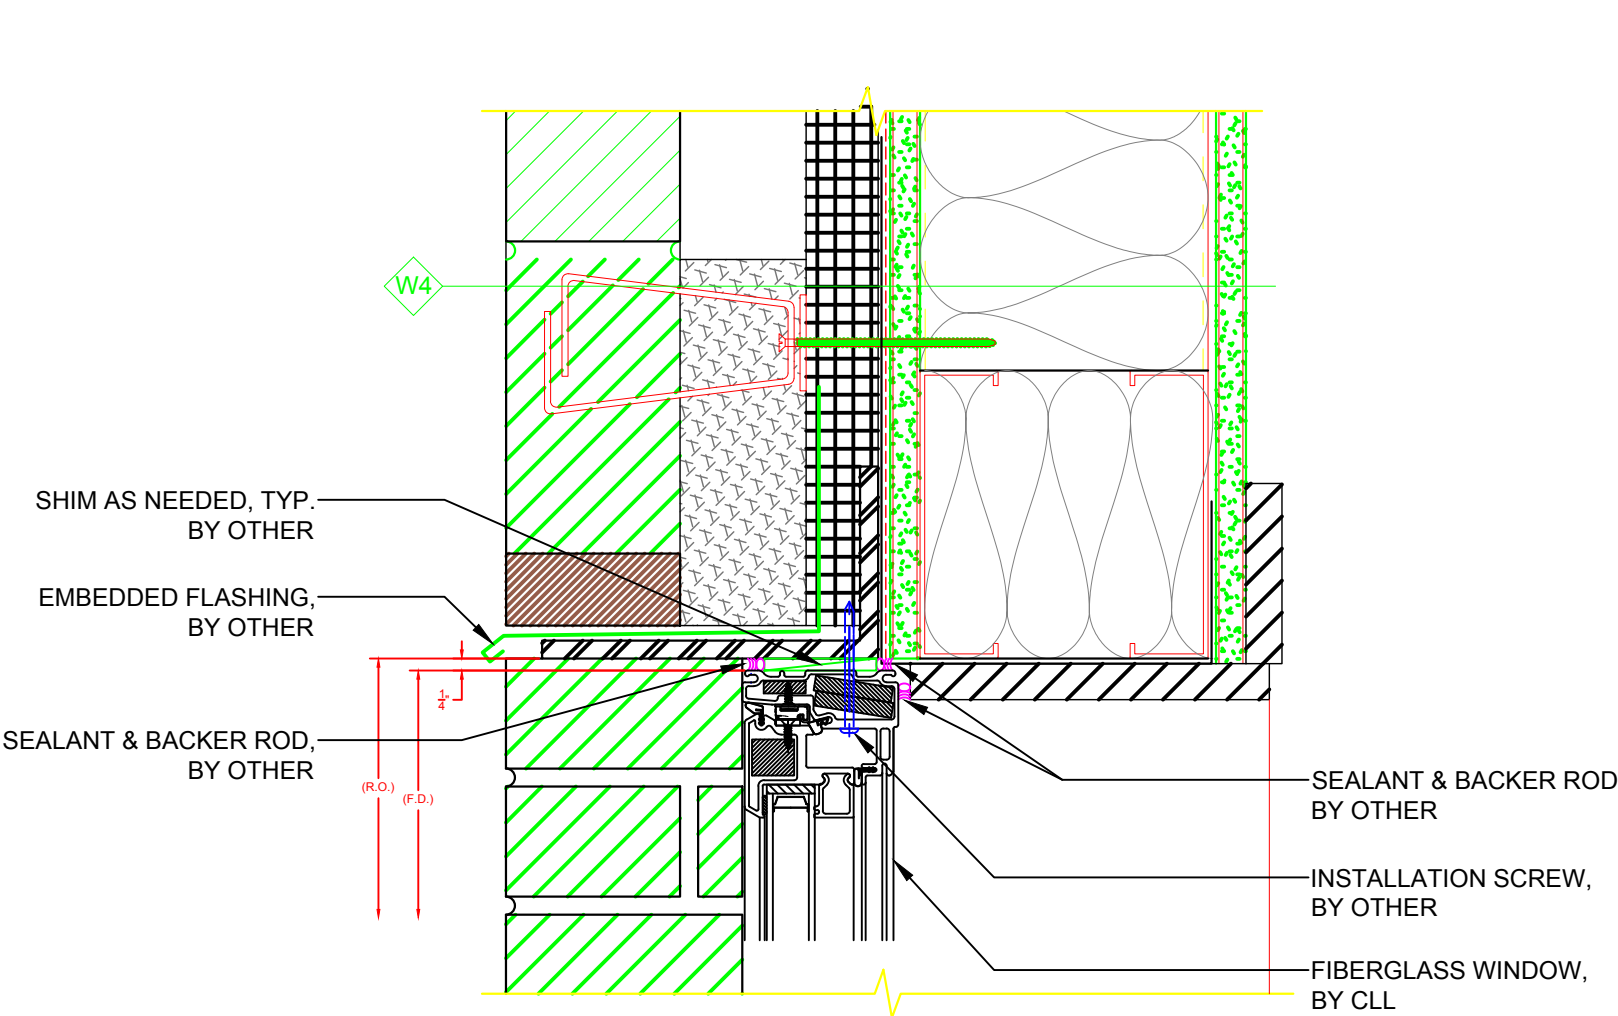 W4
SHIM AS NEEDED, TYP.
BY OTHER
EMBEDDED FLASHING,
BY OTHER
1/4"
SEALANT & BACKER ROD,
BY OTHER
(R.O.)
(F.D.)
SEALANT & BACKER ROD
BY OTHER
INSTALLATION SCREW,
BY OTHER
FIBERGLASS WINDOW,
BY CLL